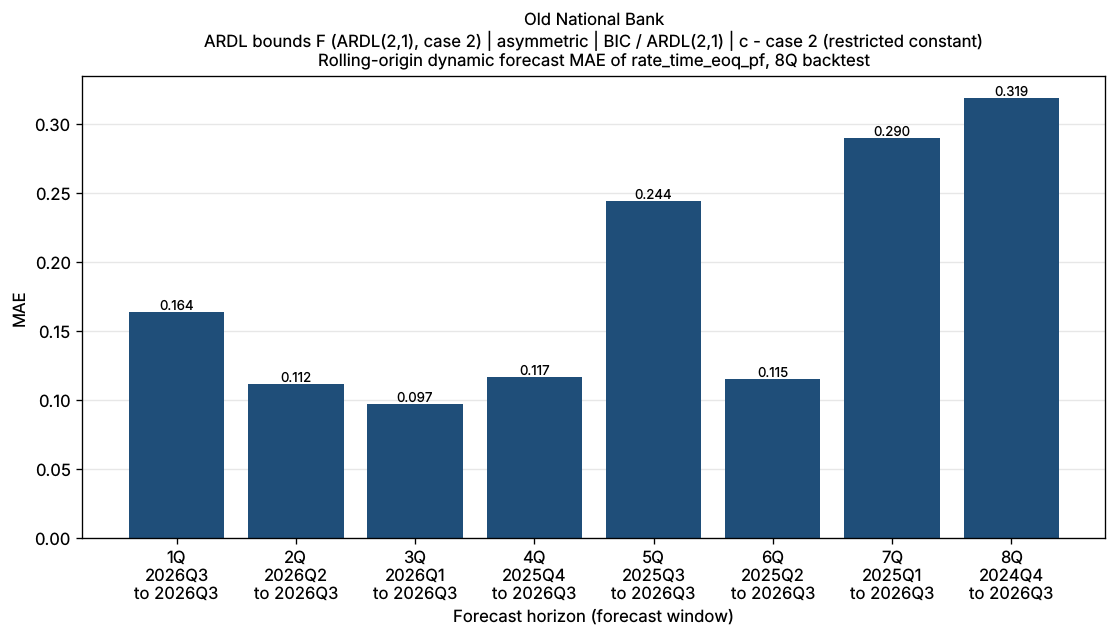 Old National Bank
ARDL bounds F (ARDL(2,1), case 2) | asymmetric | BIC / ARDL(2,1) | c - case 2 (restricted constant)
Rolling-origin dynamic forecast MAE of rate_time_eoq_pf, 8Q backtest
MAE
0.30
0.25
0.20
0.15
0.10
0.05
0.00
0.164
0.112
0.097
0.117
0.244
0.115
0.290
0.319
1Q
2026Q3
to 2026Q3
2Q
2026Q2
to 2026Q3
3Q
2026Q1
to 2026Q3
4Q
2025Q4
to 2026Q3
5Q
2025Q3
to 2026Q3
6Q
2025Q2
to 2026Q3
7Q
2025Q1
to 2026Q3
8Q
2024Q4
to 2026Q3
Forecast horizon (forecast window)